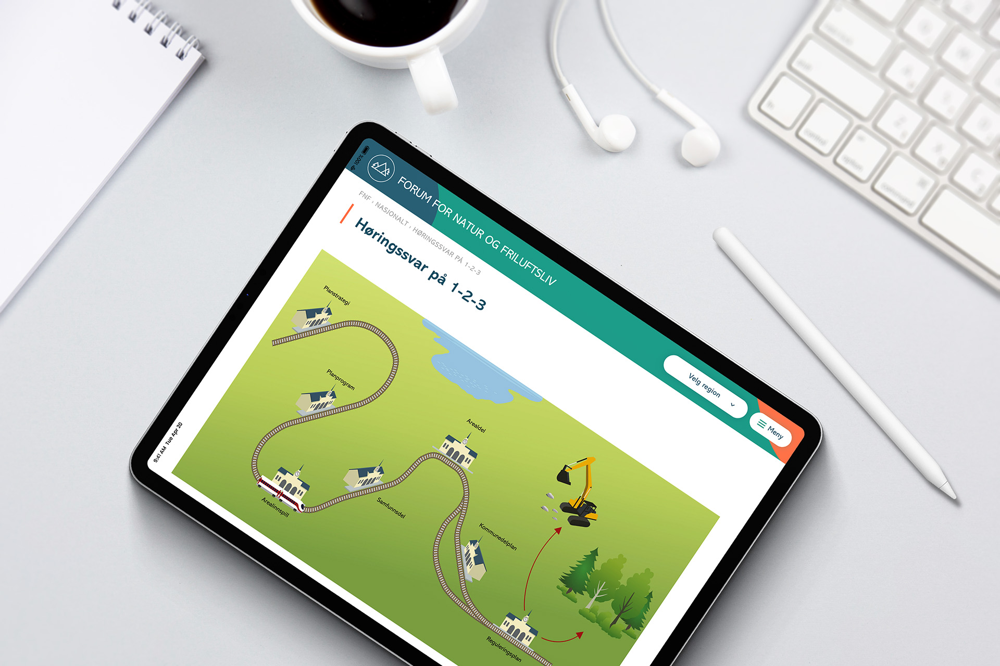 100%
9:41 AM Tue Apr 20
FORUM FOR NATUR OG FRILUFTSLIV
Velg region
Meny
FNF › NASJONALT › HØRINGSSVAR PÅ 1-2-3
Høringssvar på 1-2-3
Planstrategi
Planprogram
Arealinnspill
Samfunnsdel
Arealdel
Kommunedelplan
Reguleringsplan